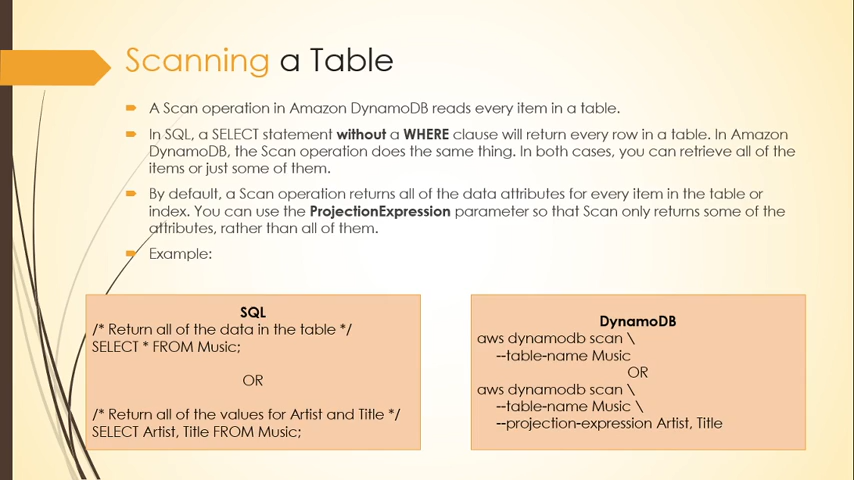 Scanning a Table
A Scan operation in Amazon DynamoDB reads every item in a table.
In SQL, a SELECT statement without a WHERE clause will return every row in a table. In Amazon
DynamoDB, the Scan operation does the same thing. In both cases, you can retrieve all of the
items or just some of them.
By default, a Scan operation returns all of the data attributes for every item in the table or
index. You can use the ProjectionExpression parameter so that Scan only returns some of the
attributes, rather than all of them.
Example:
SQL
/* Return all of the data in the table */
SELECT * FROM Music;
OR
/* Return all of the values for Artist and Title */
SELECT Artist, Title FROM Music;
DynamoDB
aws dynamodb scan \
--table-name Music
OR
aws dynamodb scan \
--table-name Music \
--projection-expression Artist, Title